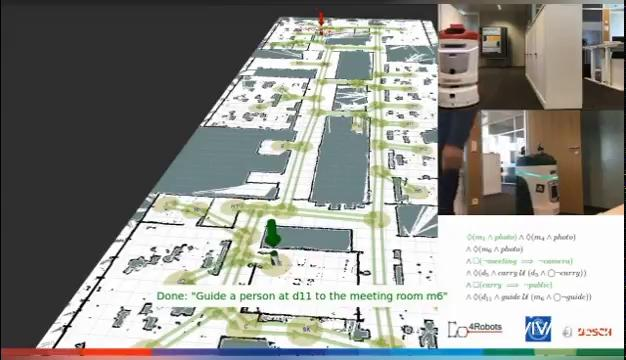 Done: "Guide a person at d11 to the meeting room m6"
◊(m₁ ∧ photo) ∧ ◊(m₄ ∧ photo)
∧ ◊(m₆ ∧ photo)
∧ □(¬meeting ⟹ ¬camera)
∧ ◊(d₅ ∧ carry 𝒰 (d₃ ∧ ◯¬carry))
∧ □(carry ⟹ ¬public)
∧ ◊(d₁₁ ∧ guide 𝒰 (m₆ ∧ ◯¬guide))
4Robots
BOSCH